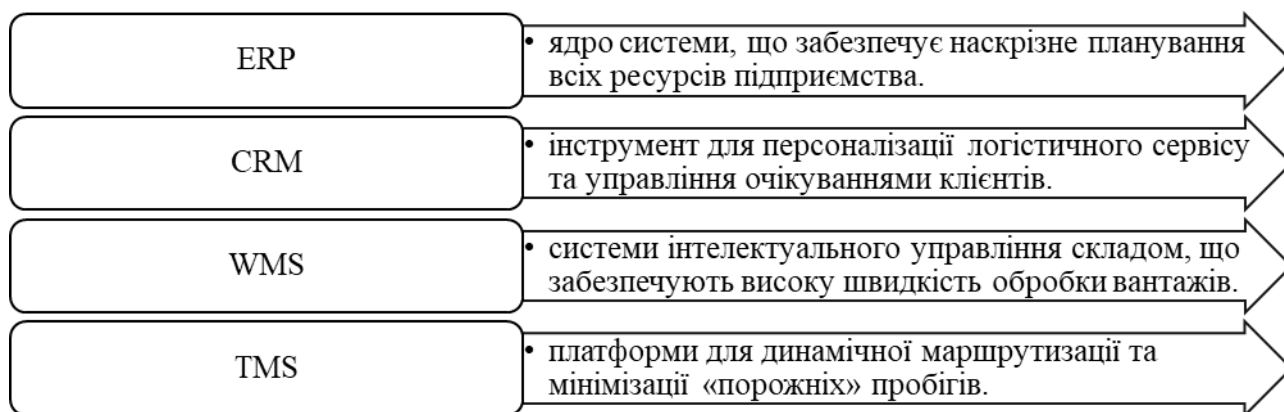 ERP
• ядро системи, що забезпечує наскрізне планування
всіх ресурсів підприємства.
CRM
• інструмент для персоналізації логістичного сервісу
та управління очікуваннями клієнтів.
WMS
• системи інтелектуального управління складом, що
забезпечують високу швидкість обробки вантажів.
TMS
• платформи для динамічної маршрутизації та
мінімізації «порожніх» пробігів.